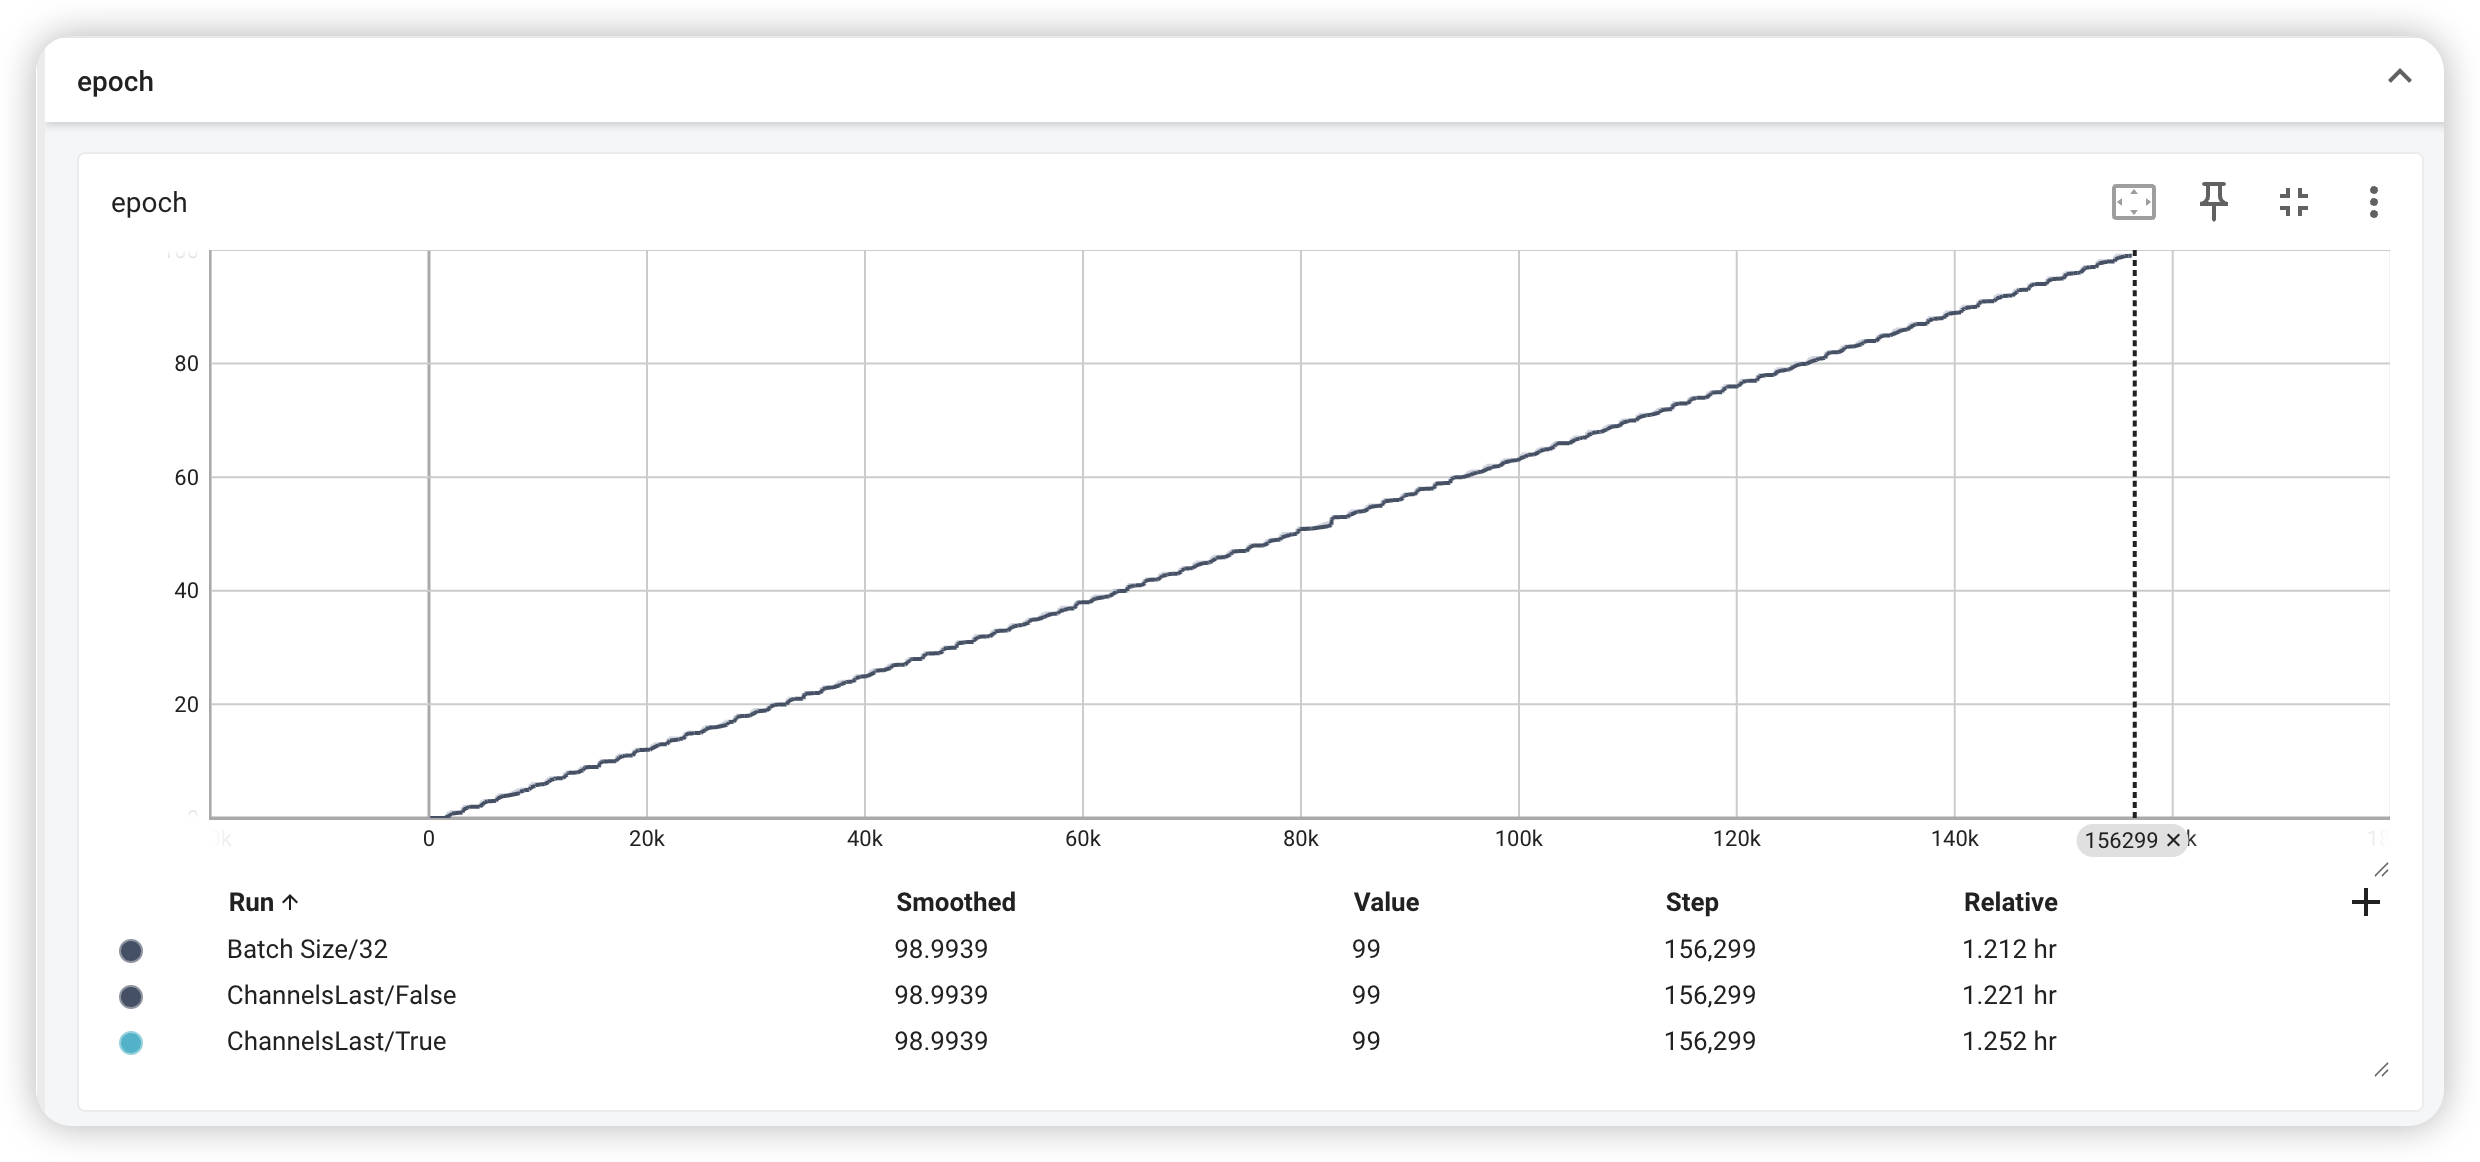 epoch
epoch
80
60
40
20
0 20k 40k 60k 80k 100k 120k 140k 156299 × k
Run ↑ Smoothed Value Step Relative
Batch Size/32 98.9939 99 156,299 1.212 hr
ChannelsLast/False 98.9939 99 156,299 1.221 hr
ChannelsLast/True 98.9939 99 156,299 1.252 hr